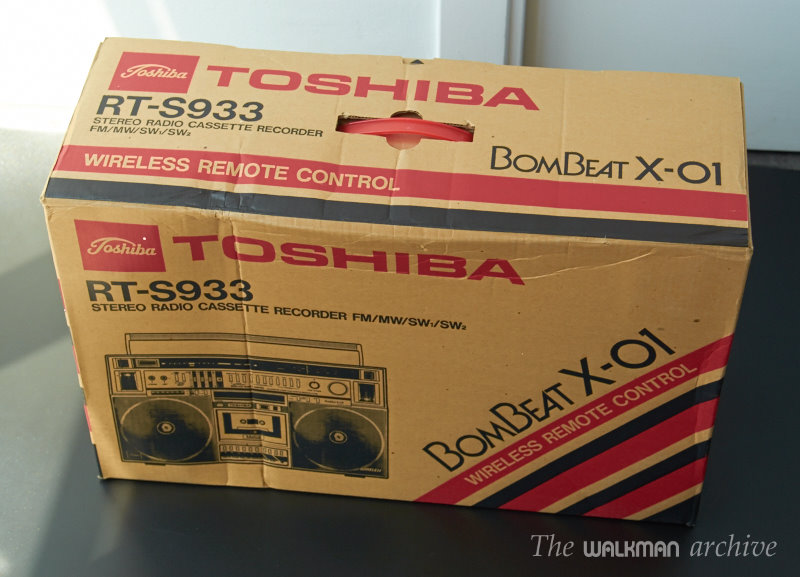 Toshiba TOSHIBA
RT-S933
STEREO RADIO CASSETTE RECORDER
FM/MW/SW₁/SW₂
BOMBEAT X-01
WIRELESS REMOTE CONTROL
Toshiba TOSHIBA
RT-S933
STEREO RADIO CASSETTE RECORDER FM/MW/SW₁/SW₂
BOMBEAT X-01
WIRELESS REMOTE CONTROL
The WALKMAN archive